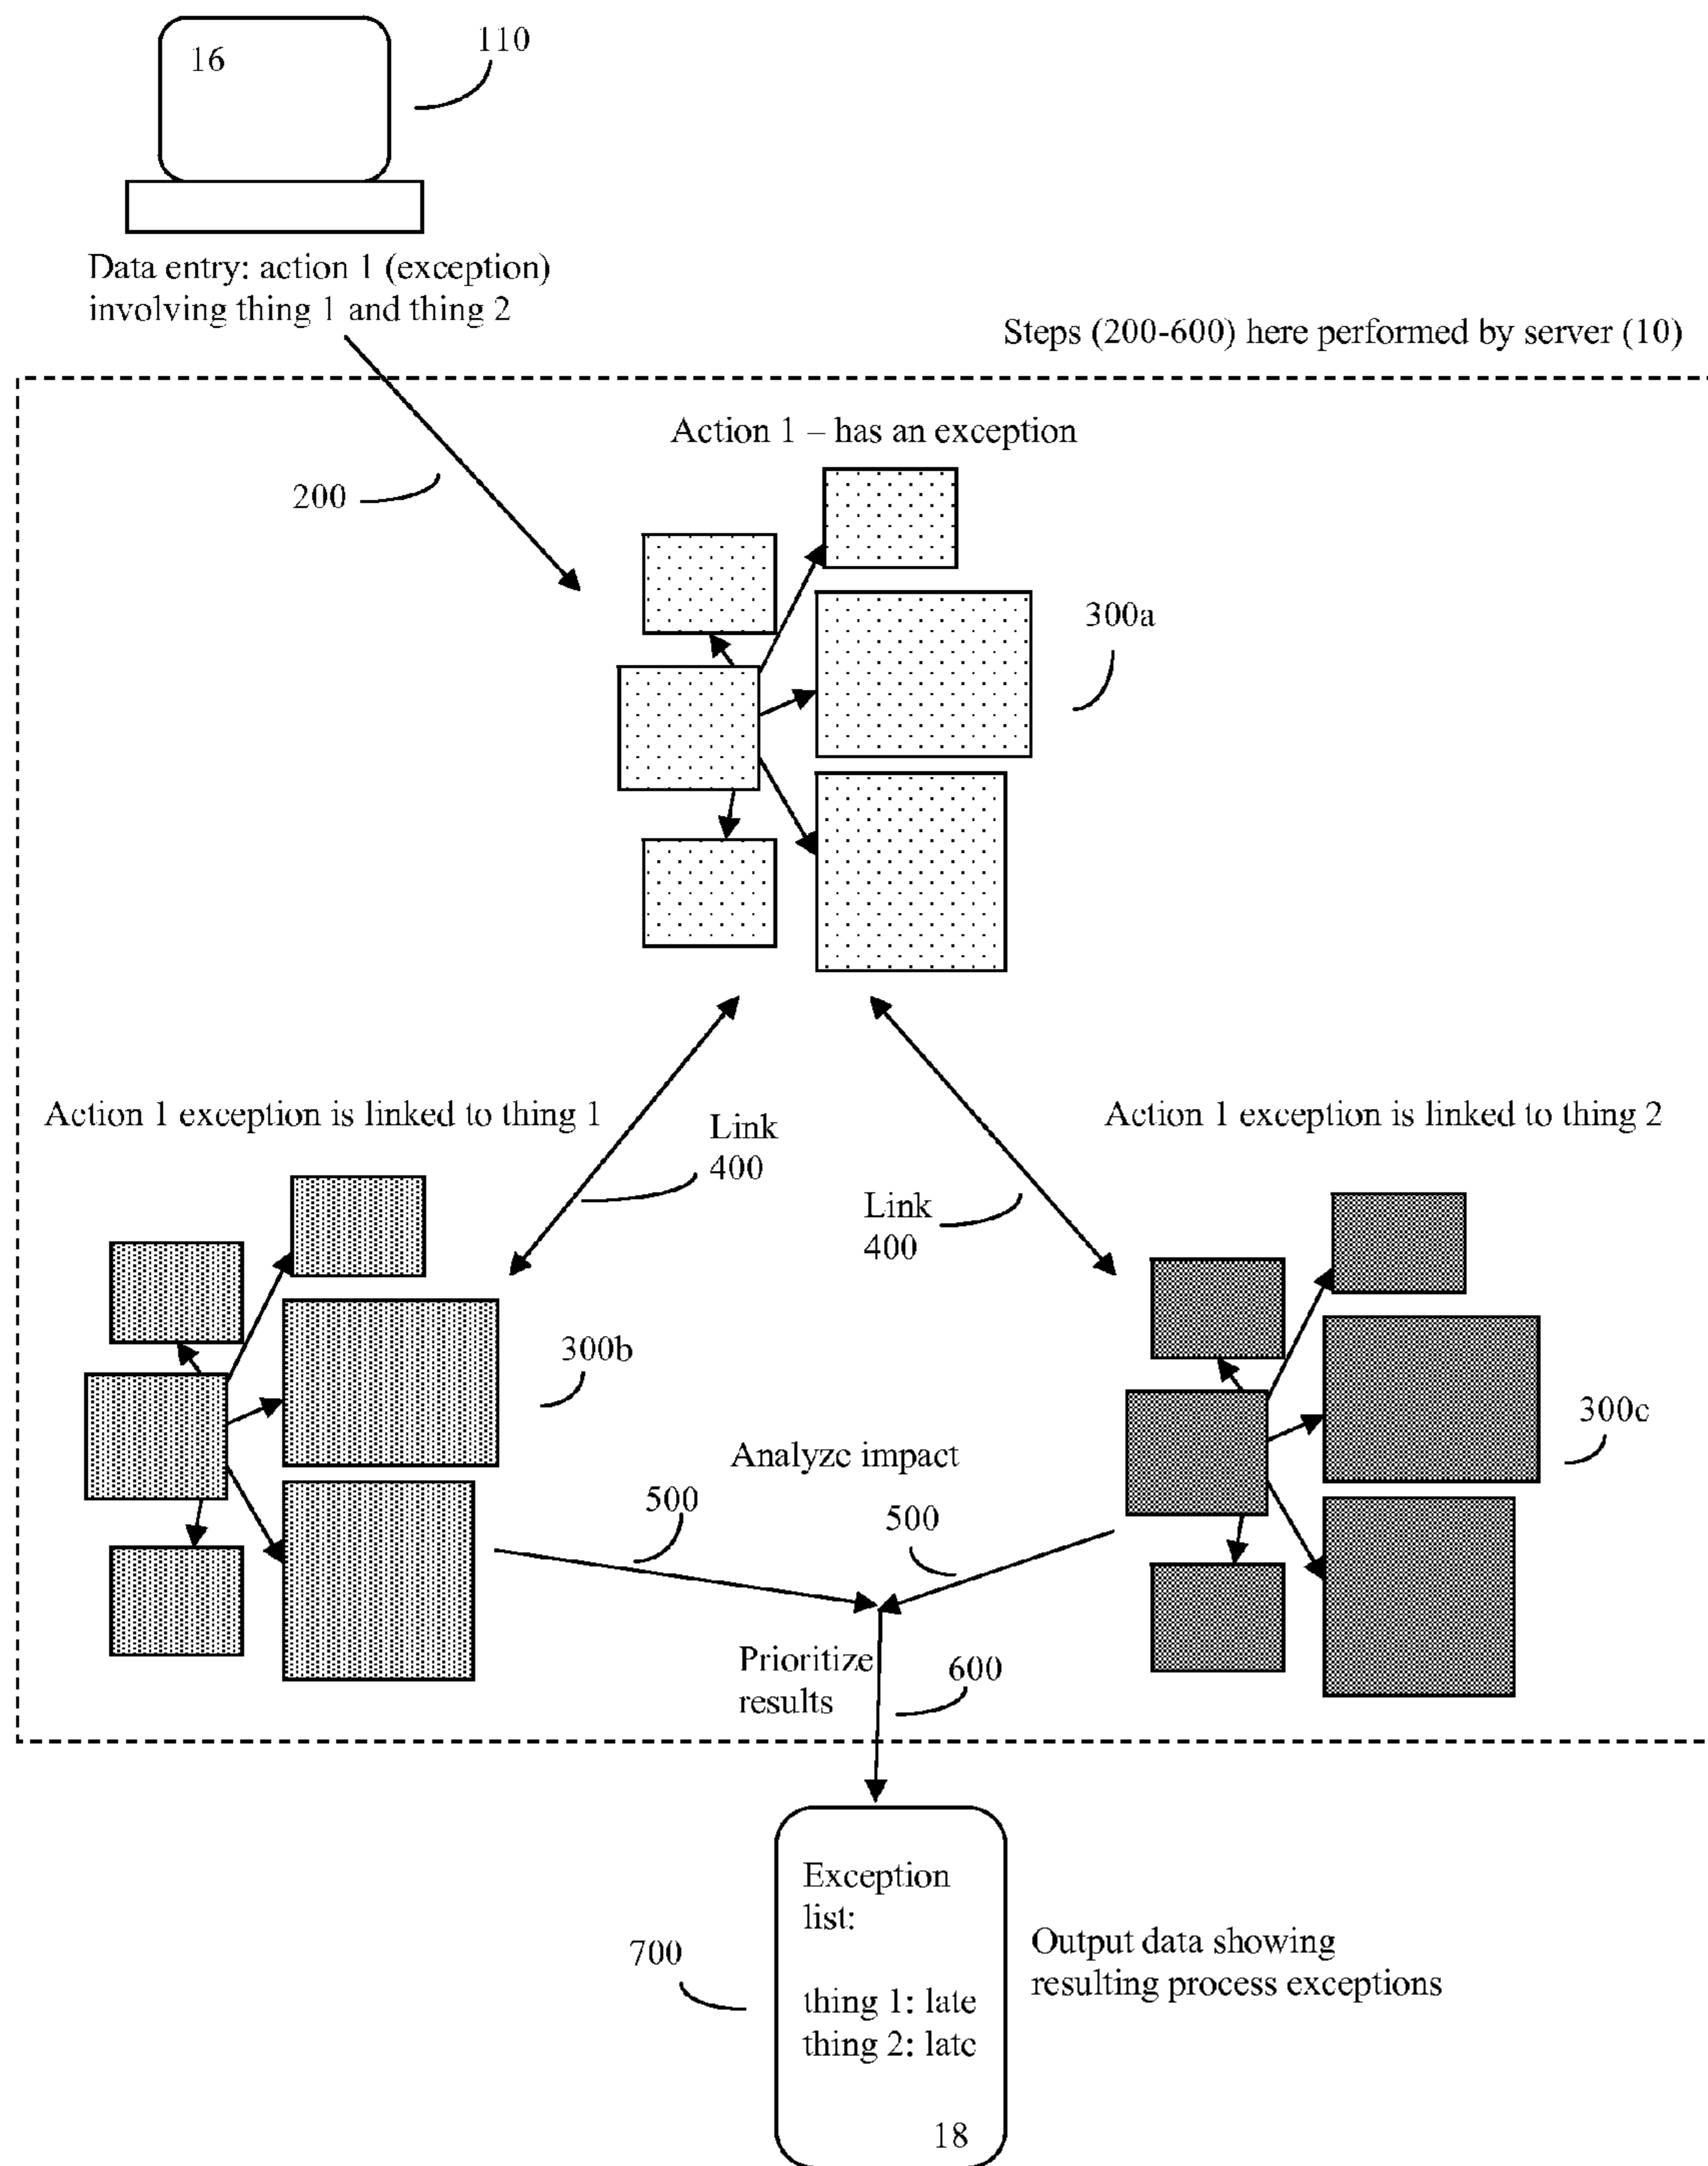 16
110
Data entry: action 1 (exception)
involving thing 1 and thing 2
Steps (200-600) here performed by server (10)
Action 1 – has an exception
200
300a
Action 1 exception is linked to thing 1
Link
400
Action 1 exception is linked to thing 2
Link
400
300b
300c
Analyze impact
500
500
Prioritize
results
600
Exception
list:
thing 1: late
thing 2: late
18
700
Output data showing
resulting process exceptions